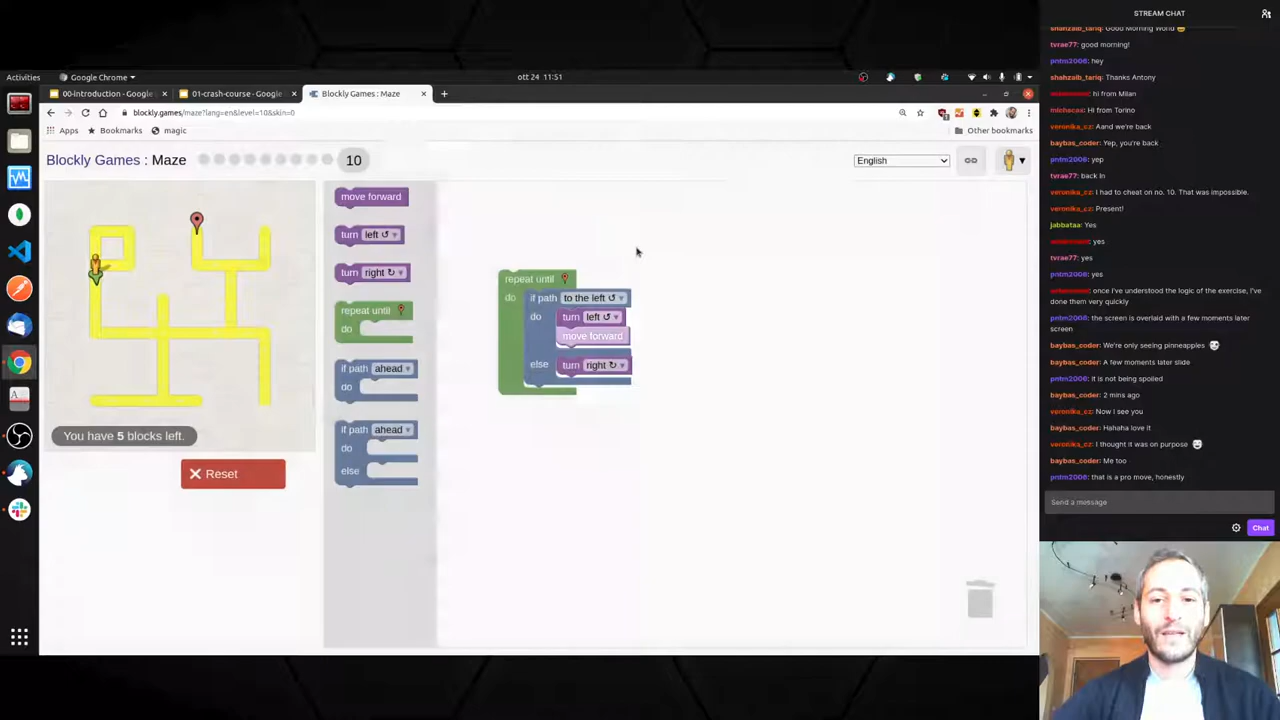 STREAM CHAT
shahzaib_tariq: Good Morning World
tvrae77: good morning!
pntm2006: hey
shahzaib_tariq: Thanks Antony
hi from Milan
michscas: Hi from Torino
veronika_cz: Aand we're back
baybas_coder: Yep, you're back
pntm2006: yep
tvrae77: back in
veronika_cz: I had to cheat on no. 10. That was impossible.
veronika_cz: Present!
jabbataa: Yes
yes
tvrae77: yes
pntm2006: yes
once I've understood the logic of the exercise, I've
done them very quickly
pntm2006: the screen is overlaid with a few moments later
screen
baybas_coder: We're only seeing pinneapples
baybas_coder: A few moments later slide
pntm2006: it is not being spoiled
baybas_coder: 2 mins ago
veronika_cz: Now I see you
baybas_coder: Hahaha love it
veronika_cz: I thought it was on purpose
baybas_coder: Me too
pntm2006: that is a pro move, honestly
Send a message
Chat
Activities
Google Chrome
ott 24 11:51
00-introduction - Google
01-crash-course - Google
Blockly Games : Maze
blockly.games/maze?lang=en&level=10&skin=0
Apps
Bookmarks
magic
Other bookmarks
Blockly Games : Maze
10
English
move forward
turn left ↺
turn right ↻
repeat until
do
if path ahead
do
if path ahead
do
else
repeat until
do
if path to the left ↺
do
turn left ↺
move forward
else
turn right ↻
You have 5 blocks left.
Reset